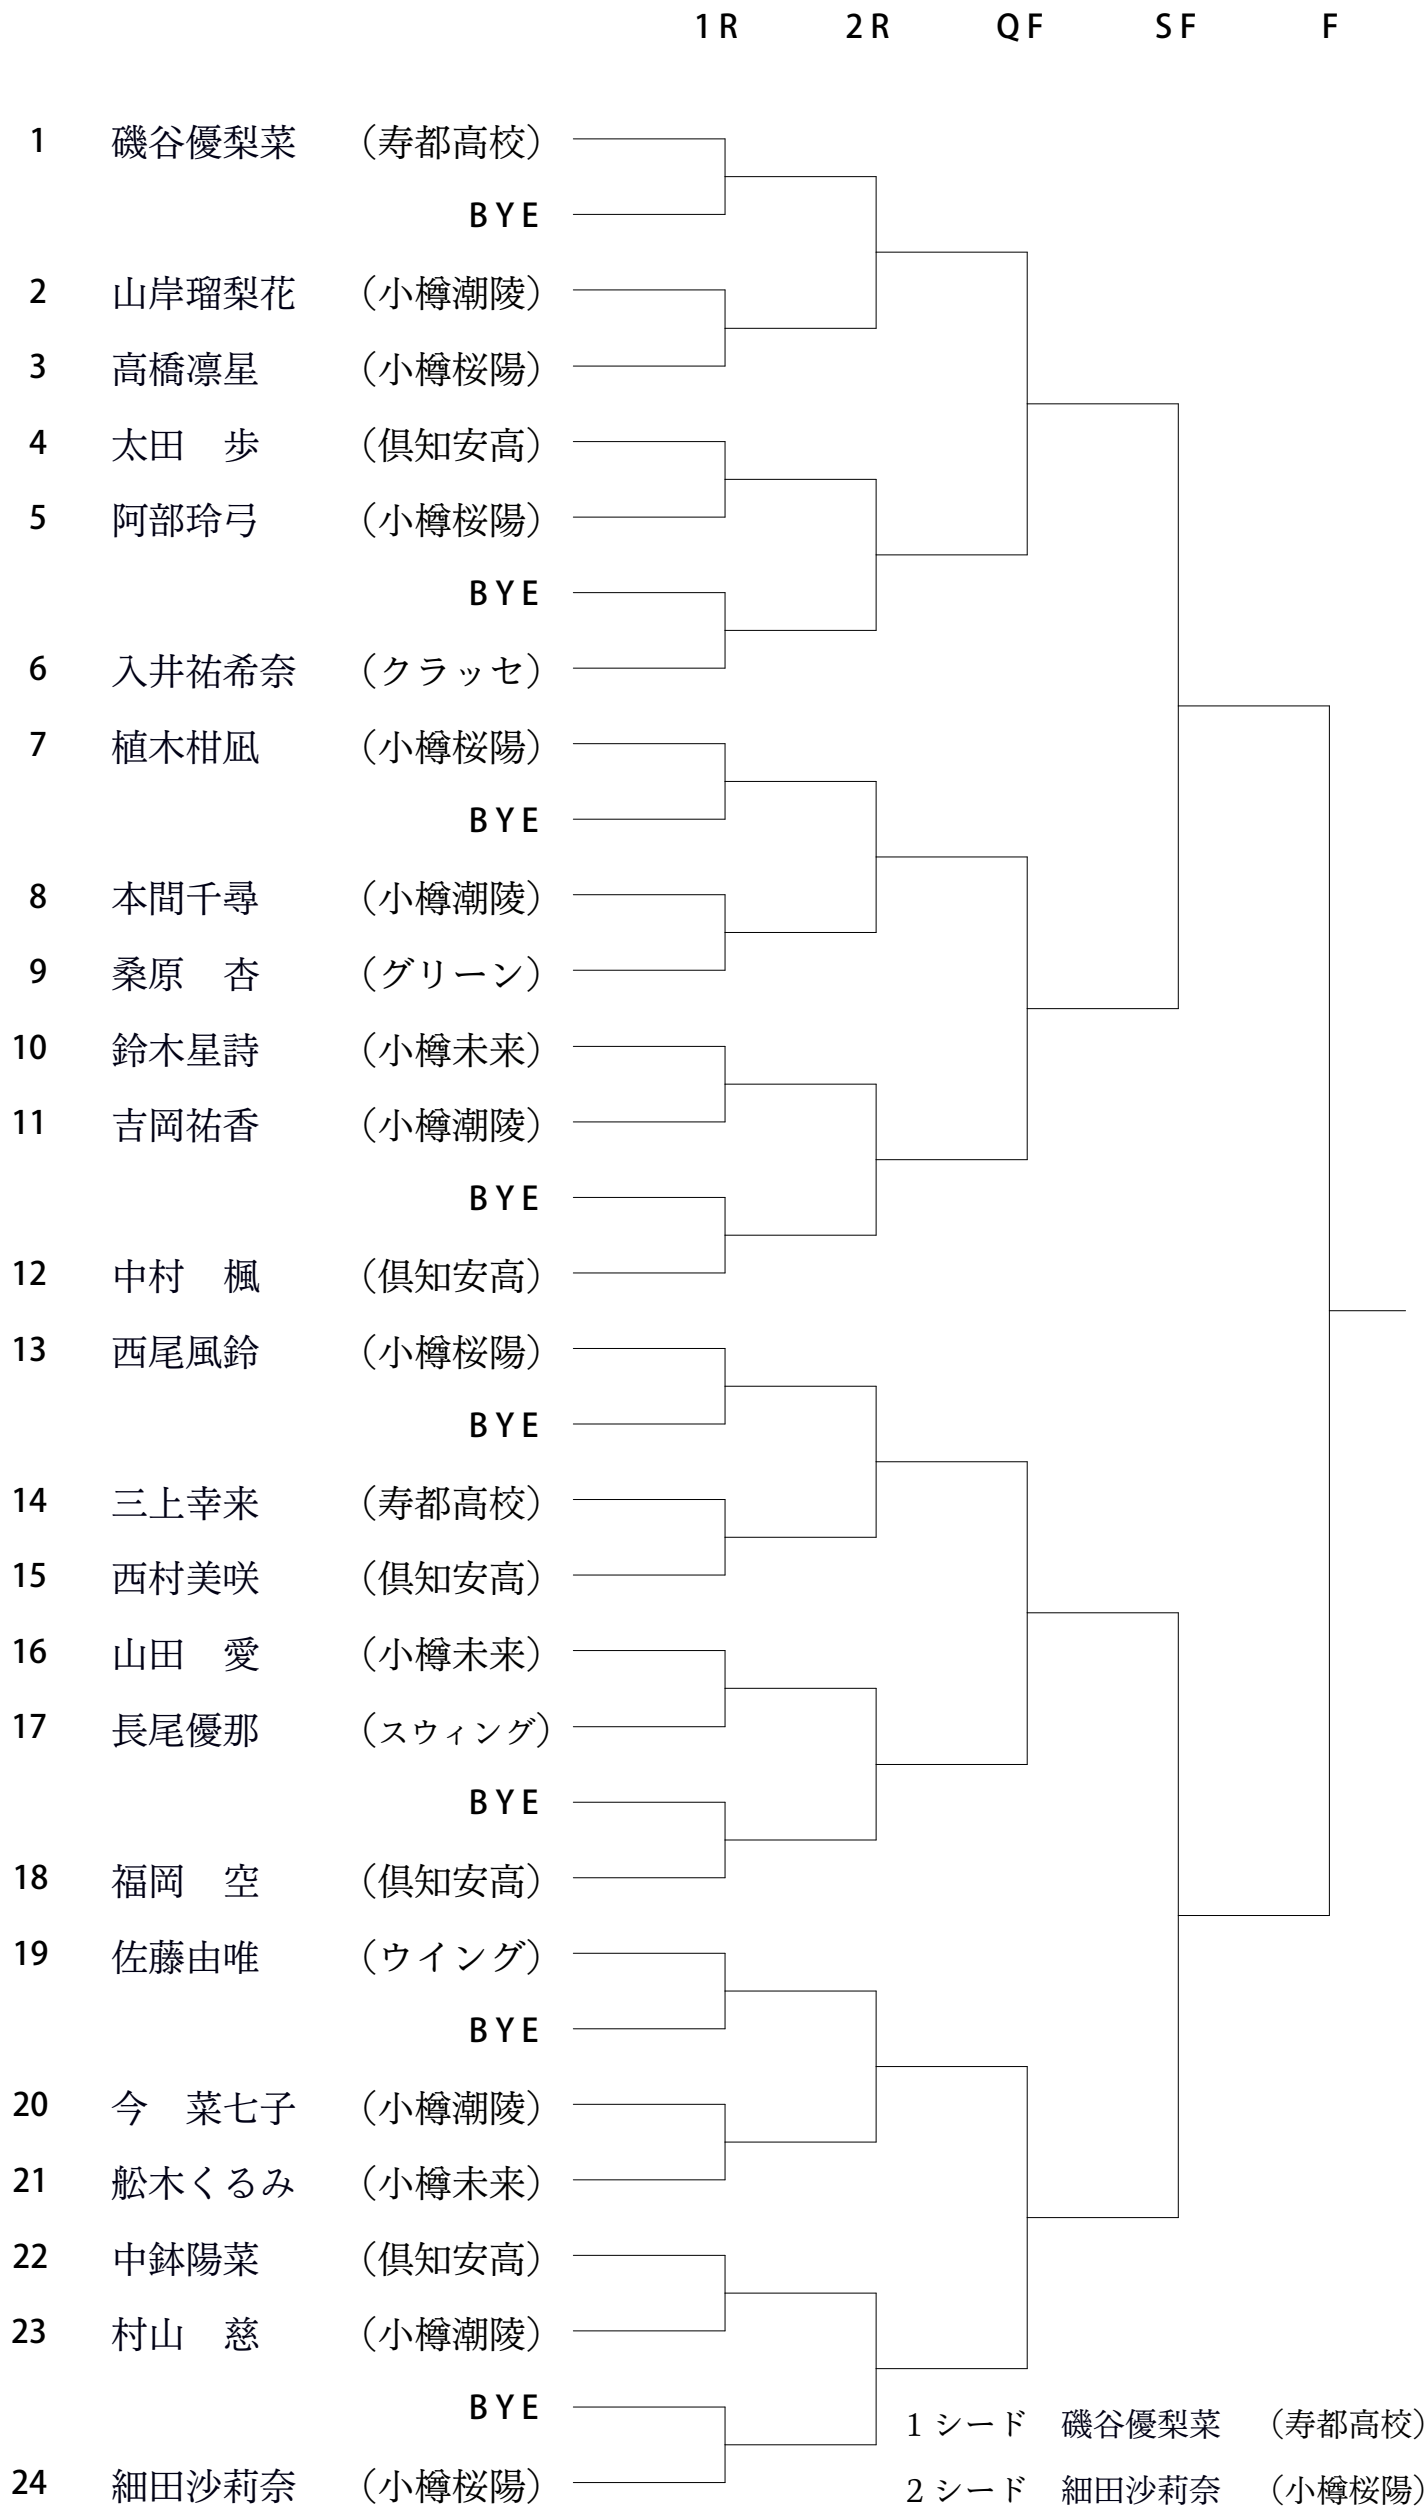 1R 2R QF SF F
1 磯谷優梨菜 （寿都高校）
BYE
2 山岸瑠梨花 （小樽潮陵）
3 高橋凛星 （小樽桜陽）
4 太田　歩 （倶知安高）
5 阿部玲弓 （小樽桜陽）
BYE
6 入井祐希奈 （クラッセ）
7 植木柑凪 （小樽桜陽）
BYE
8 本間千尋 （小樽潮陵）
9 桑原　杏 （グリーン）
10 鈴木星詩 （小樽未来）
11 吉岡祐香 （小樽潮陵）
BYE
12 中村　楓 （倶知安高）
13 西尾風鈴 （小樽桜陽）
BYE
14 三上幸来 （寿都高校）
15 西村美咲 （倶知安高）
16 山田　愛 （小樽未来）
17 長尾優那 （スウィング）
BYE
18 福岡　空 （倶知安高）
19 佐藤由唯 （ウイング）
BYE
20 今　菜七子 （小樽潮陵）
21 舩木くるみ （小樽未来）
22 中鉢陽菜 （倶知安高）
23 村山　慈 （小樽潮陵）
BYE
24 細田沙莉奈 （小樽桜陽）
1シード　磯谷優梨菜　（寿都高校）
2シード　細田沙莉奈　（小樽桜陽）